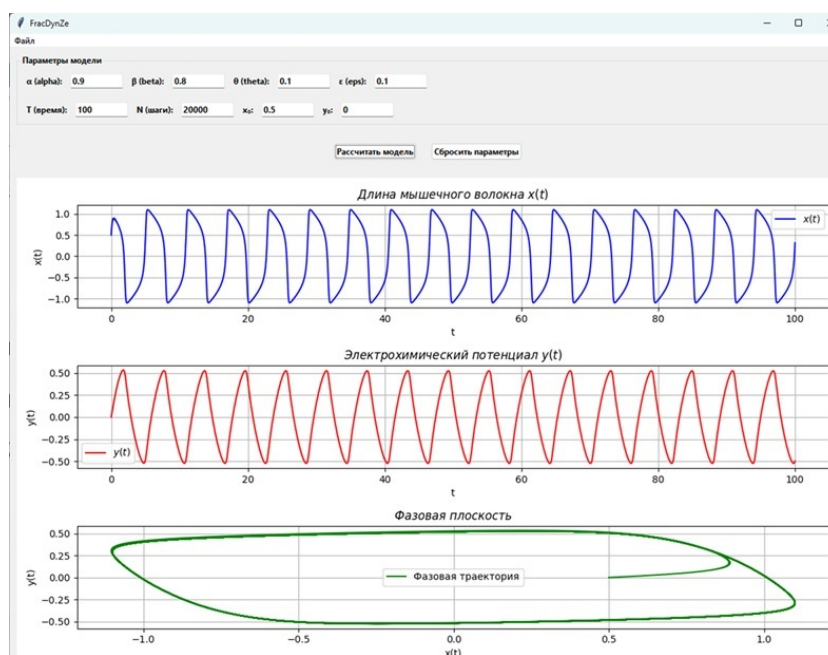 FracDynZe
Файл
Параметры модели
α (alpha): 0.9 β (beta): 0.8 θ (theta): 0.1 ε (eps): 0.1
T (время): 100 N (шаги): 20000 x₀: 0.5 y₀: 0
Рассчитать модель Сбросить параметры
Длина мышечного волокна x(t)
1.0
0.5
0.0
−0.5
−1.0
x(t)
x(t)
0 20 40 60 80 100
t
Электрохимический потенциал y(t)
0.50
0.25
0.00
−0.25
−0.50
y(t)
y(t)
0 20 40 60 80 100
t
Фазовая плоскость
0.50
0.25
0.00
−0.25
−0.50
y(t)
Фазовая траектория
−1.0 −0.5 0.0 0.5 1.0
x(t)